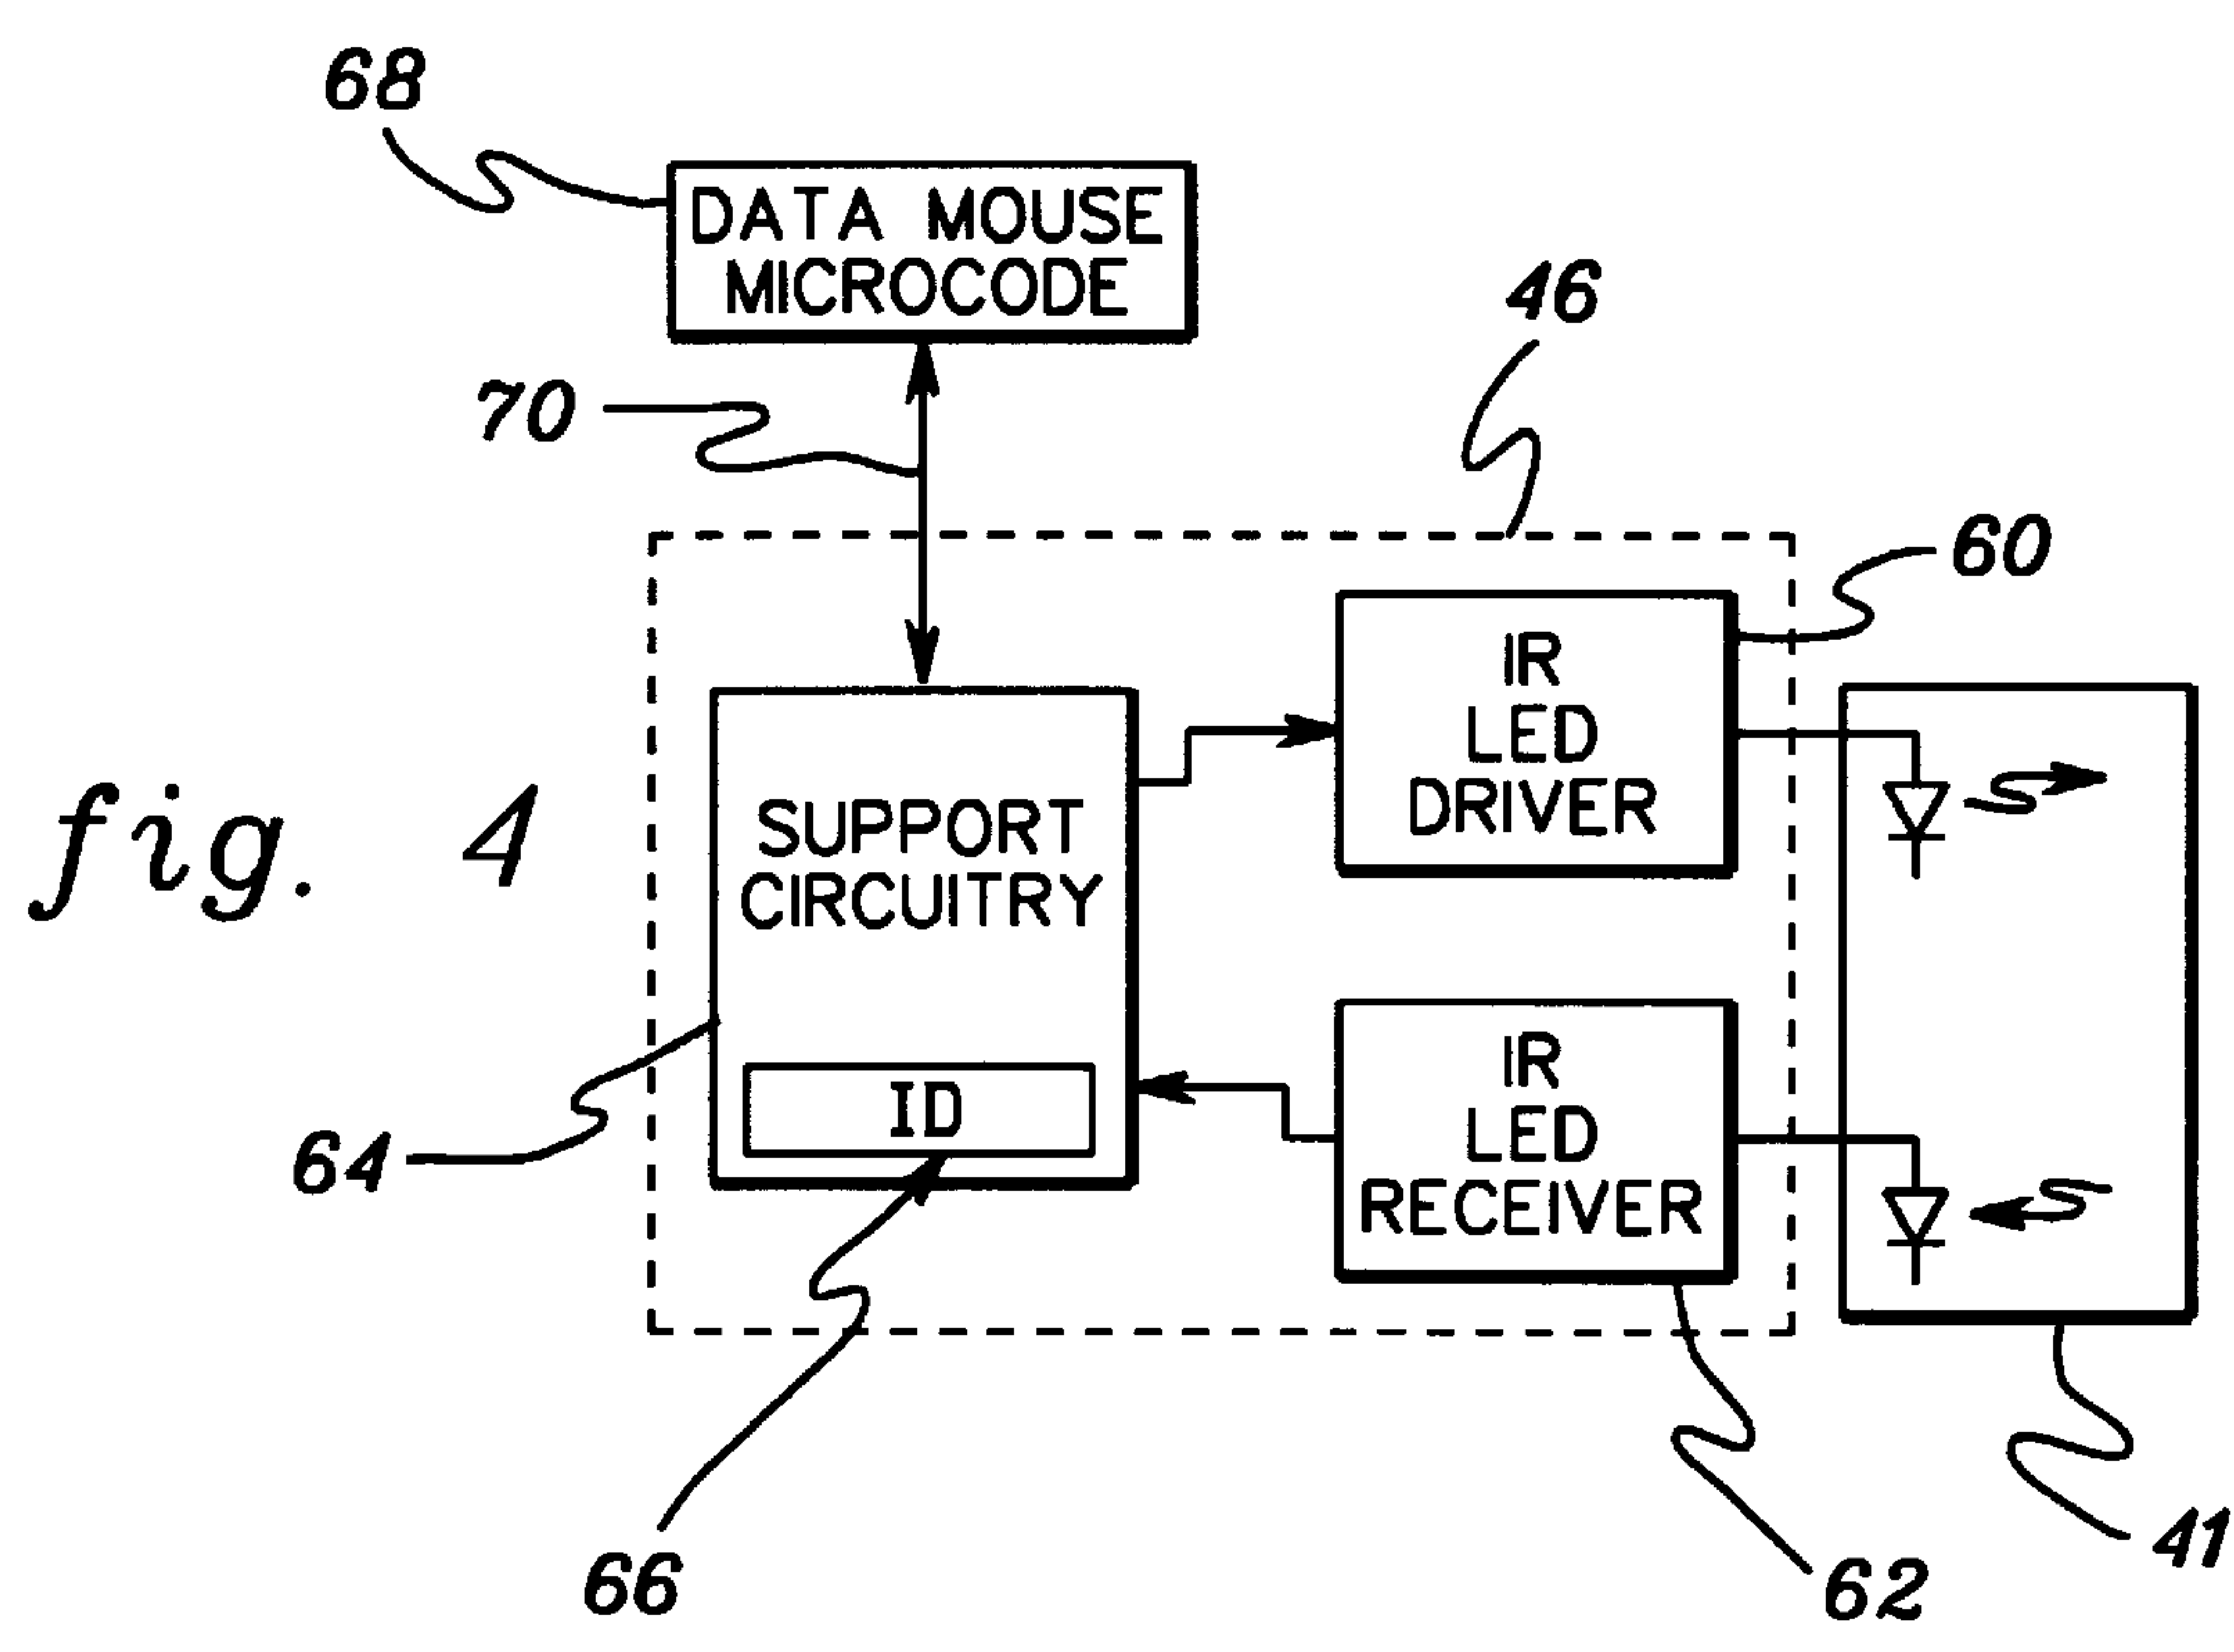 68
DATA MOUSE
MICROCODE
46
70
60
IR
LED
DRIVER
fig. 4
SUPPORT
CIRCUITRY
IR
LED
RECEIVER
ID
64
66
62
41